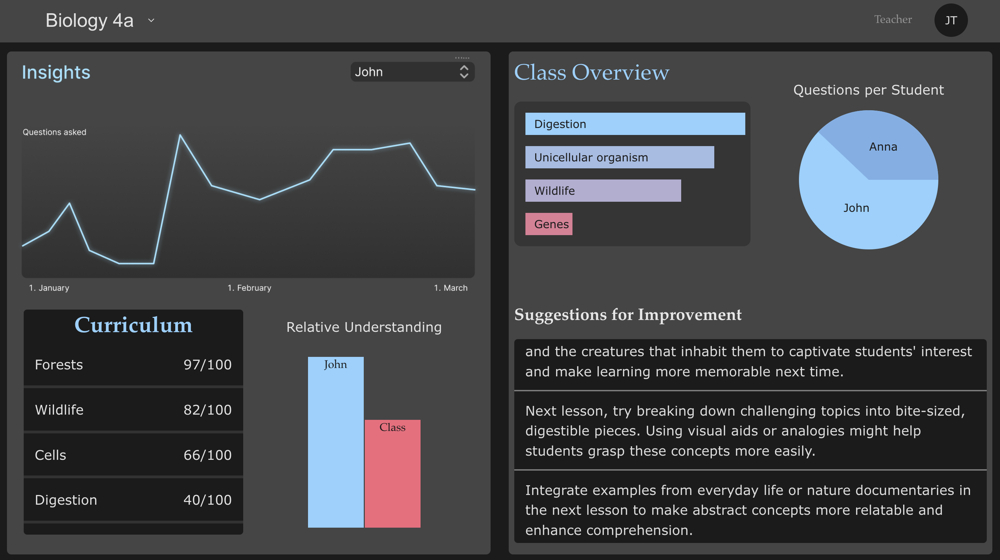 Biology 4a
Teacher
JT
Insights
John
Questions asked
1. January
1. February
1. March
Curriculum
Forests 97/100
Wildlife 82/100
Cells 66/100
Digestion 40/100
Relative Understanding
John
Class
Class Overview
Digestion
Unicellular organism
Wildlife
Genes
Questions per Student
Anna
John
Suggestions for Improvement
and the creatures that inhabit them to captivate students' interest
and make learning more memorable next time.
Next lesson, try breaking down challenging topics into bite-sized,
digestible pieces. Using visual aids or analogies might help
students grasp these concepts more easily.
Integrate examples from everyday life or nature documentaries in
the next lesson to make abstract concepts more relatable and
enhance comprehension.